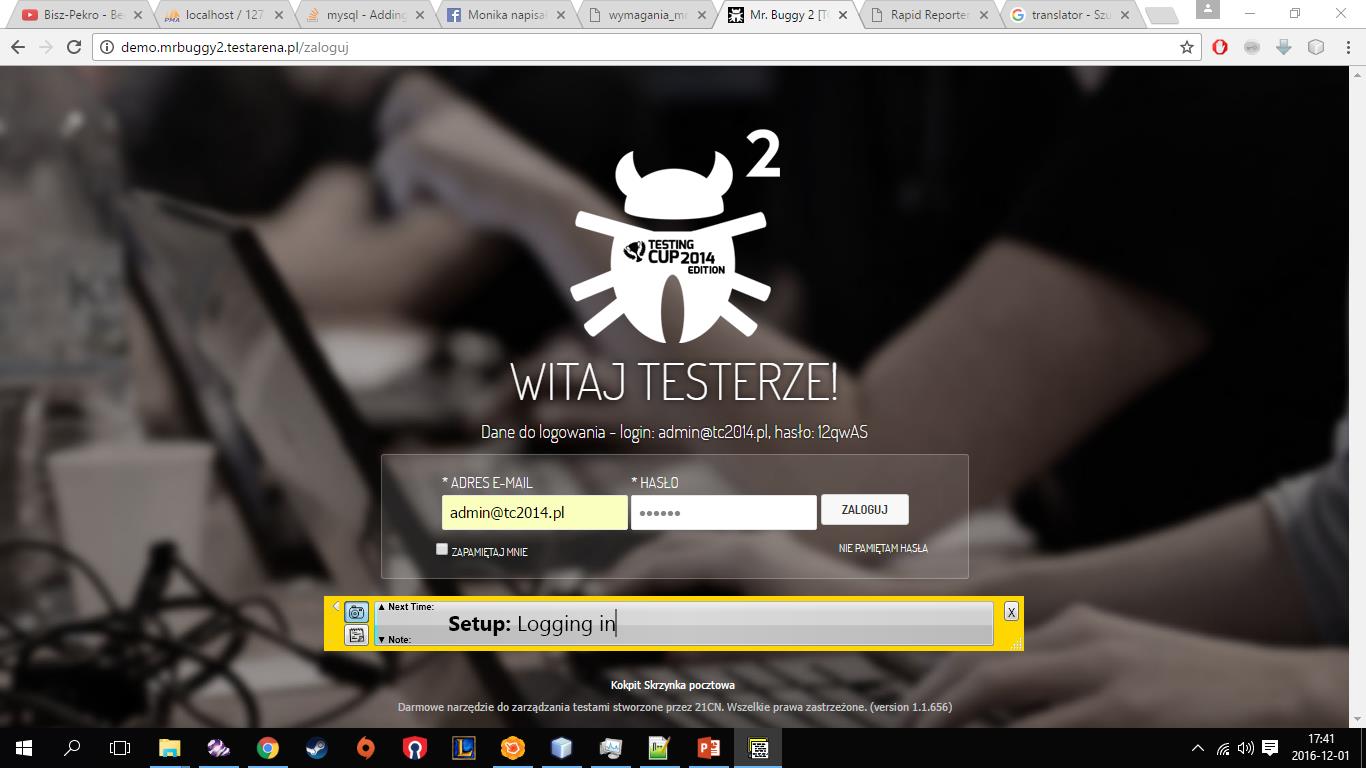 Bisz-Pekro - Be
localhost / 127
mysql - Adding
Monika napisał
wymagania_mr
Mr. Buggy 2 [TC
Rapid Reporter
translator - Szu
demo.mrbuggy2.testarena.pl/zaloguj
2
TESTING
CUP2014
EDITION
WITAJ TESTERZE!
Dane do logowania - login: admin@tc2014.pl, hasło: 12qwAS
* ADRES E-MAIL
* HASŁO
admin@tc2014.pl
••••••
ZALOGUJ
ZAPAMIĘTAJ MNIE
NIE PAMIĘTAM HASŁA
▲ Next Time:
Setup: Logging in
▼ Note:
X
Kokpit Skrzynka pocztowa
Darmowe narzędzie do zarządzania testami stworzone przez 21CN. Wszelkie prawa zastrzeżone. (version 1.1.656)
17:41
2016-12-01